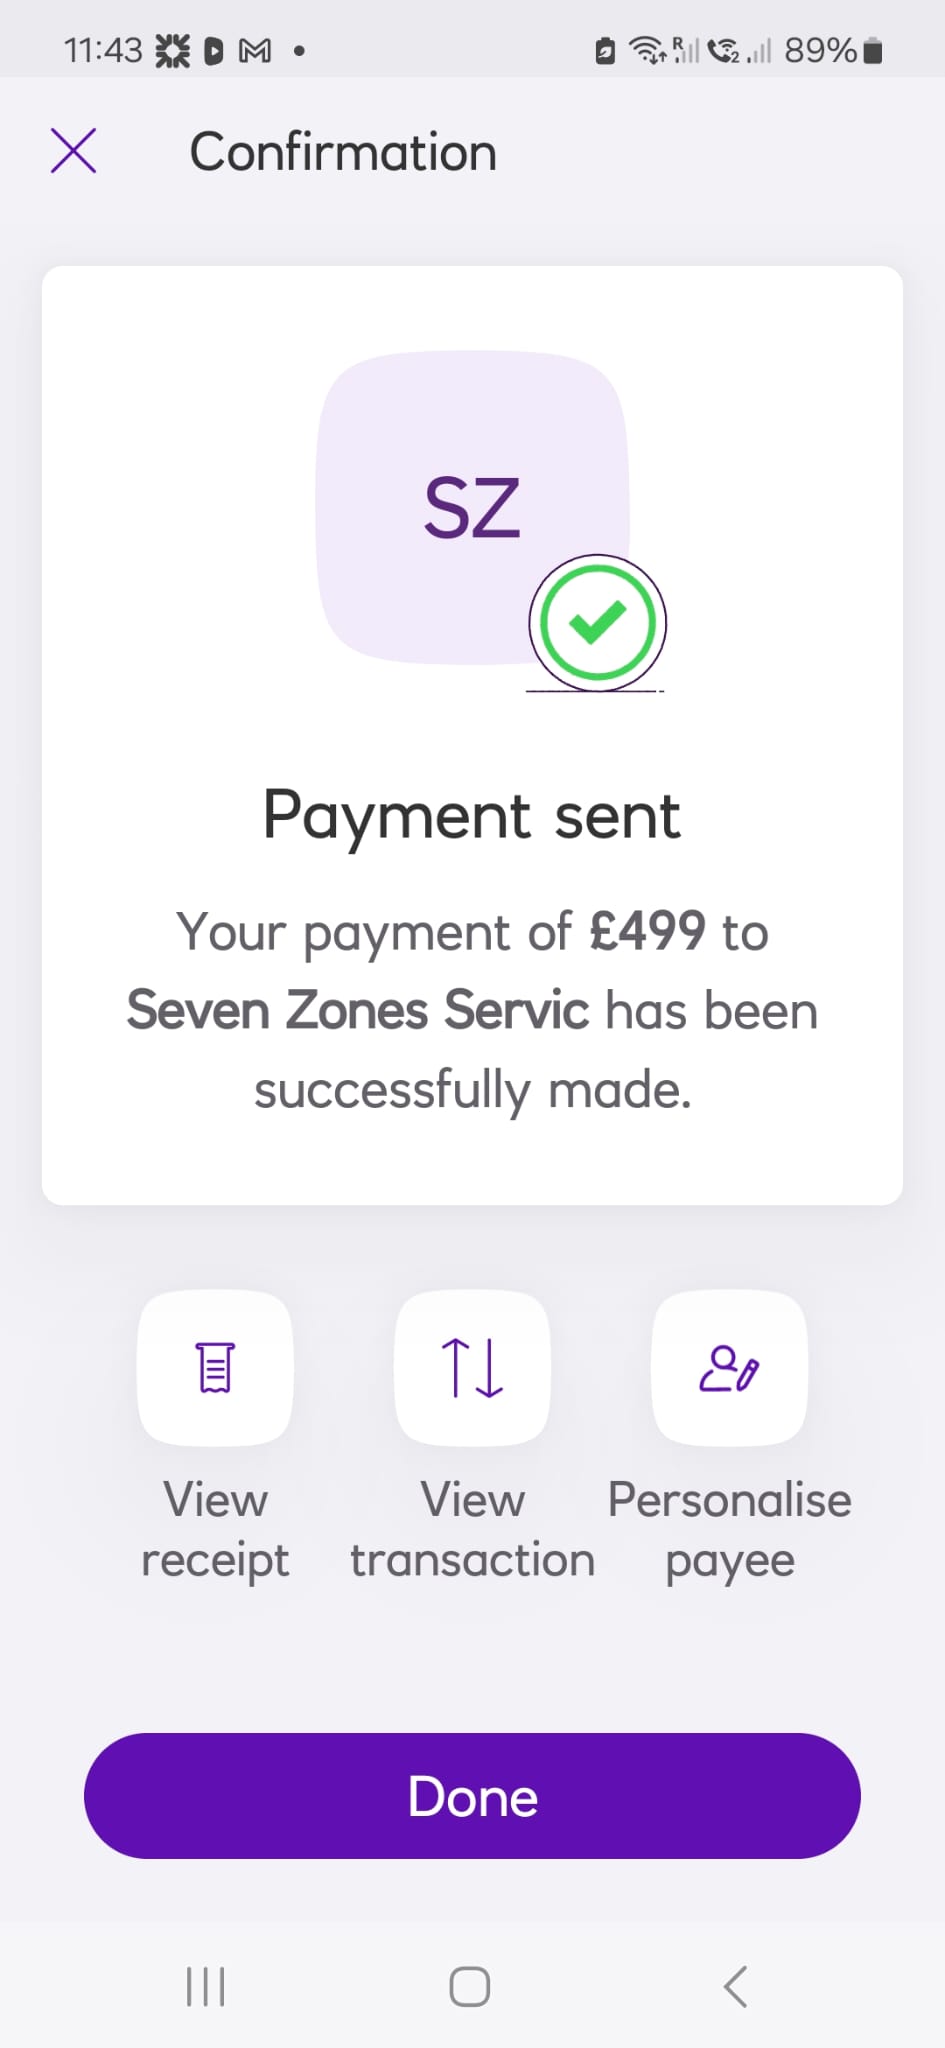 11:43
R
2
89%
Confirmation
SZ
Payment sent
Your payment of £499 to
Seven Zones Servic has been
successfully made.
View
receipt
View
transaction
Personalise
payee
Done